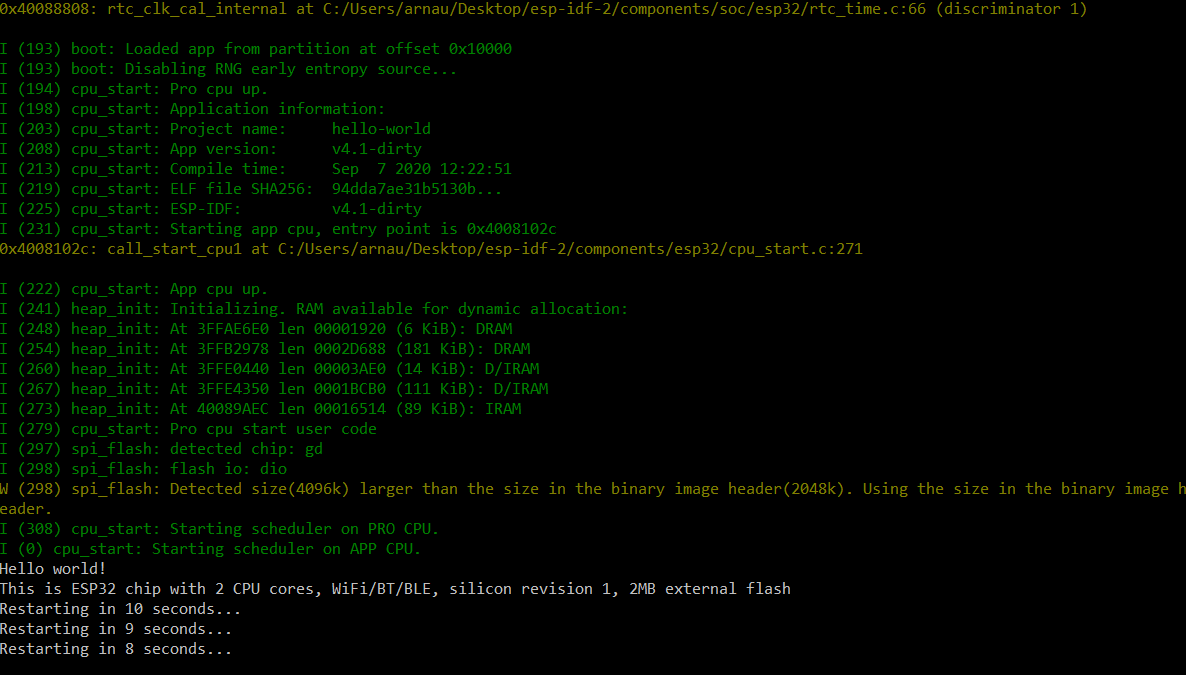 0x40088808: rtc_clk_cal_internal at C:/Users/arnau/Desktop/esp-idf-2/components/soc/esp32/rtc_time.c:66 (discriminator 1)
I (193) boot: Loaded app from partition at offset 0x10000
I (193) boot: Disabling RNG early entropy source...
I (194) cpu_start: Pro cpu up.
I (198) cpu_start: Application information:
I (203) cpu_start: Project name:     hello-world
I (208) cpu_start: App version:      v4.1-dirty
I (213) cpu_start: Compile time:     Sep  7 2020 12:22:51
I (219) cpu_start: ELF file SHA256:  94dda7ae31b5130b...
I (225) cpu_start: ESP-IDF:          v4.1-dirty
I (231) cpu_start: Starting app cpu, entry point is 0x4008102c
0x4008102c: call_start_cpu1 at C:/Users/arnau/Desktop/esp-idf-2/components/esp32/cpu_start.c:271
I (222) cpu_start: App cpu up.
I (241) heap_init: Initializing. RAM available for dynamic allocation:
I (248) heap_init: At 3FFAE6E0 len 00001920 (6 KiB): DRAM
I (254) heap_init: At 3FFB2978 len 0002D688 (181 KiB): DRAM
I (260) heap_init: At 3FFE0440 len 00003AE0 (14 KiB): D/IRAM
I (267) heap_init: At 3FFE4350 len 0001BCB0 (111 KiB): D/IRAM
I (273) heap_init: At 40089AEC len 00016514 (89 KiB): IRAM
I (279) cpu_start: Pro cpu start user code
I (297) spi_flash: detected chip: gd
I (298) spi_flash: flash io: dio
W (298) spi_flash: Detected size(4096k) larger than the size in the binary image header(2048k). Using the size in the binary image h
eader.
I (308) cpu_start: Starting scheduler on PRO CPU.
I (0) cpu_start: Starting scheduler on APP CPU.
Hello world!
This is ESP32 chip with 2 CPU cores, WiFi/BT/BLE, silicon revision 1, 2MB external flash
Restarting in 10 seconds...
Restarting in 9 seconds...
Restarting in 8 seconds...